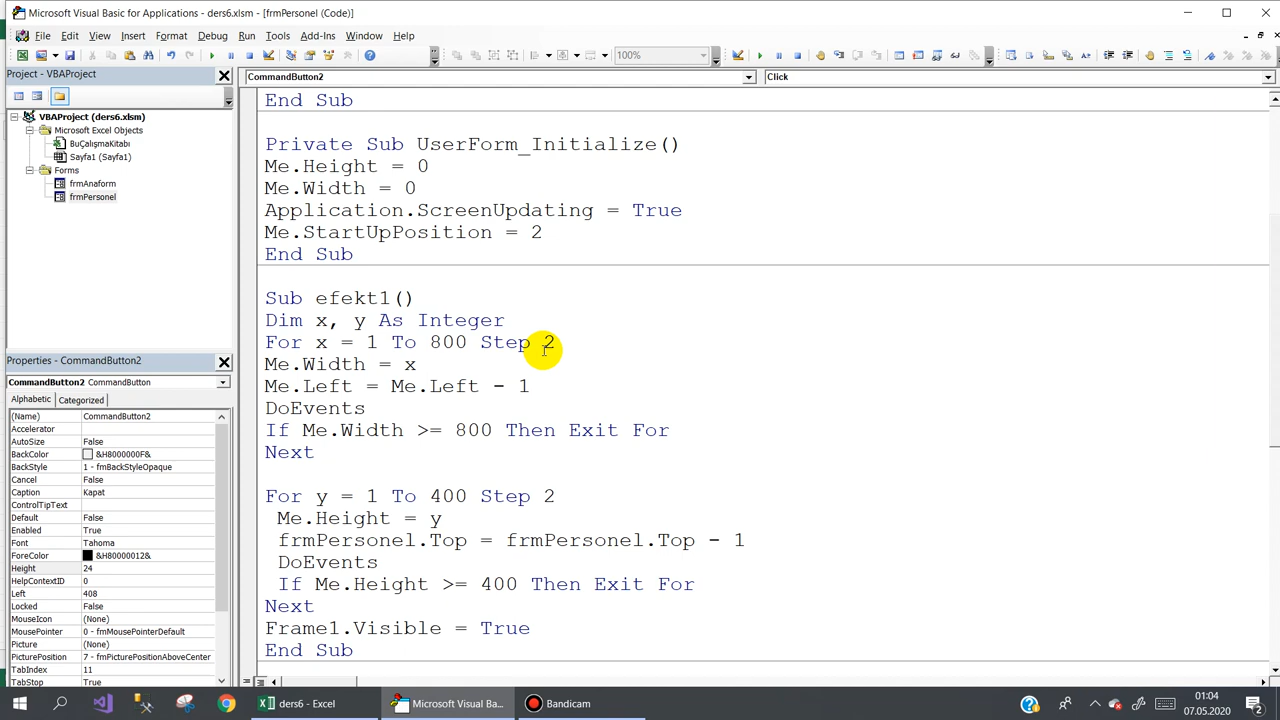 Microsoft Visual Basic for Applications - ders6.xlsm - [frmPersonel (Code)]
File Edit View Insert Format Debug Run Tools Add-Ins Window Help
100%
Project - VBAProject
CommandButton2
Click
VBAProject (ders6.xlsm)
Microsoft Excel Objects
BuÇalışmaKitabı
Sayfa1 (Sayfa1)
Forms
frmAnaform
frmPersonel
End Sub
Private Sub UserForm_Initialize()
Me.Height = 0
Me.Width = 0
Application.ScreenUpdating = True
Me.StartUpPosition = 2
End Sub
Sub efekt1()
Dim x, y As Integer
For x = 1 To 800 Step 2
Me.Width = x
Me.Left = Me.Left - 1
DoEvents
If Me.Width >= 800 Then Exit For
Next
For y = 1 To 400 Step 2
Me.Height = y
frmPersonel.Top = frmPersonel.Top - 1
DoEvents
If Me.Height >= 400 Then Exit For
Next
Frame1.Visible = True
End Sub
Properties - CommandButton2
CommandButton2 CommandButton
Alphabetic Categorized
(Name) CommandButton2
Accelerator
AutoSize False
BackColor &H8000000F&
BackStyle 1 - fmBackStyleOpaque
Cancel False
Caption Kapat
ControlTipText
Default False
Enabled True
Font Tahoma
ForeColor &H80000012&
Height 24
HelpContextID 0
Left 408
Locked False
MouseIcon (None)
MousePointer 0 - fmMousePointerDefault
Picture (None)
PicturePosition 7 - fmPicturePositionAboveCenter
TabIndex 11
TabStop True
ders6 - Excel
Microsoft Visual Ba...
Bandicam
01:04
07.05.2020
2